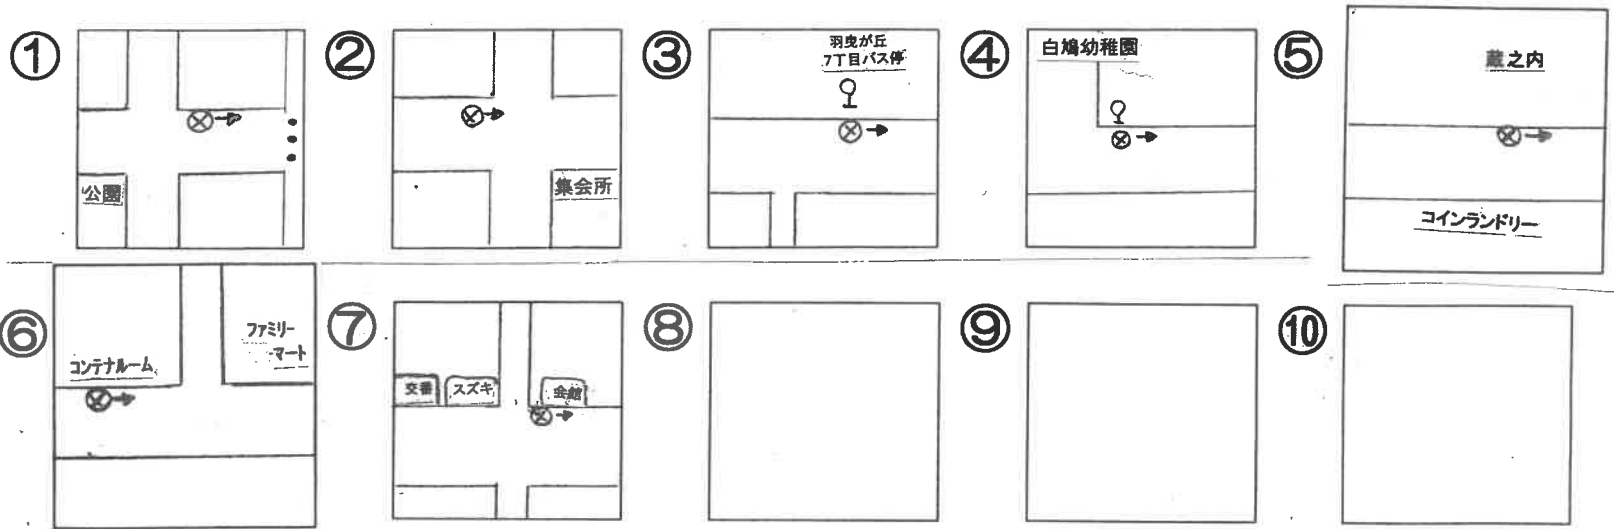 ①
公園
②
集会所
③
羽曳が丘
7丁目バス停
④
白鳩幼稚園
⑤
蔵之内
コインランドリー
⑥
コンテナルーム
ファミリー
マート
⑦
交番
スズキ
会館
⑧
⑨
⑩